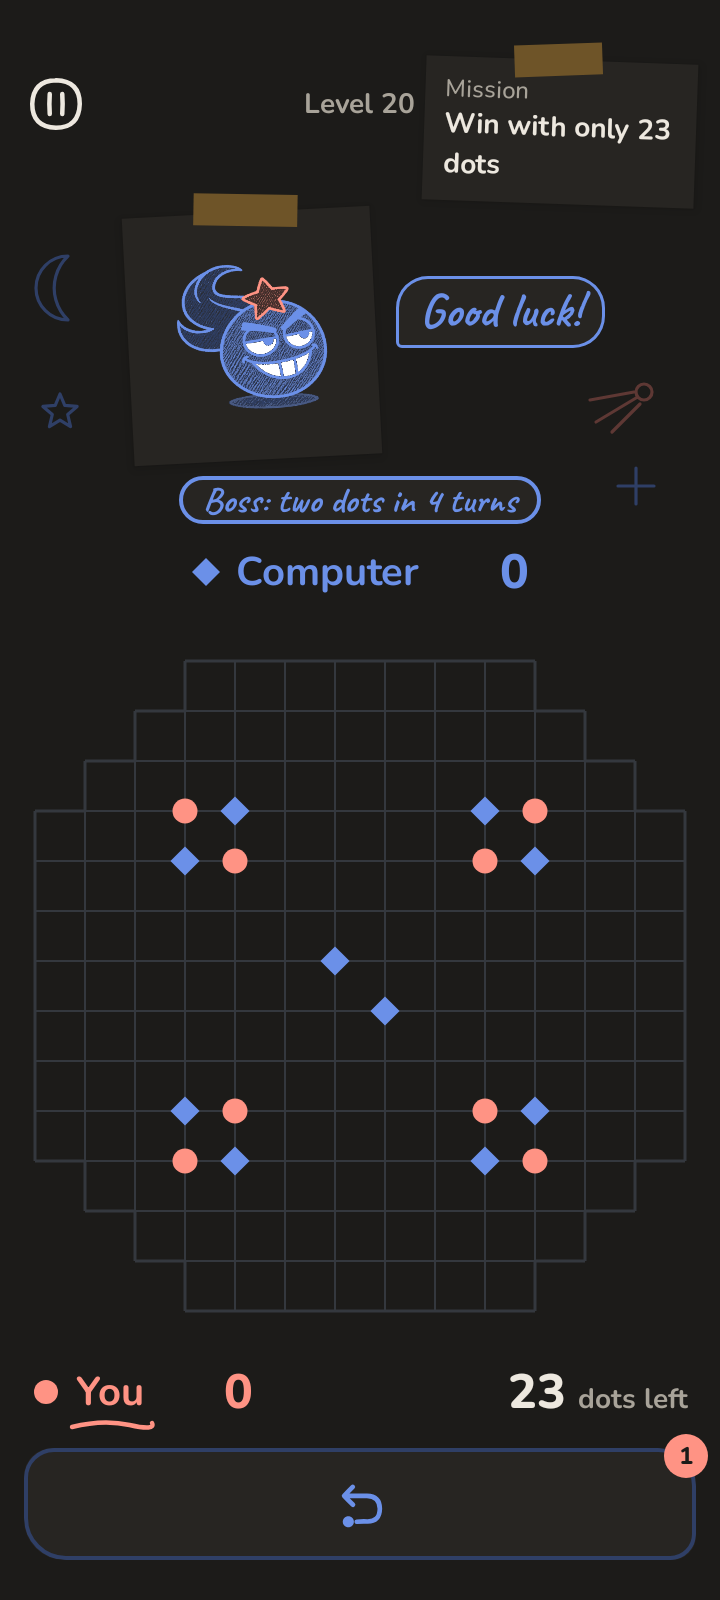 Level 20
Mission
Win with only 23
dots
Good luck!
Boss: two dots in 4 turns
Computer 0
You 0
23 dots left
1